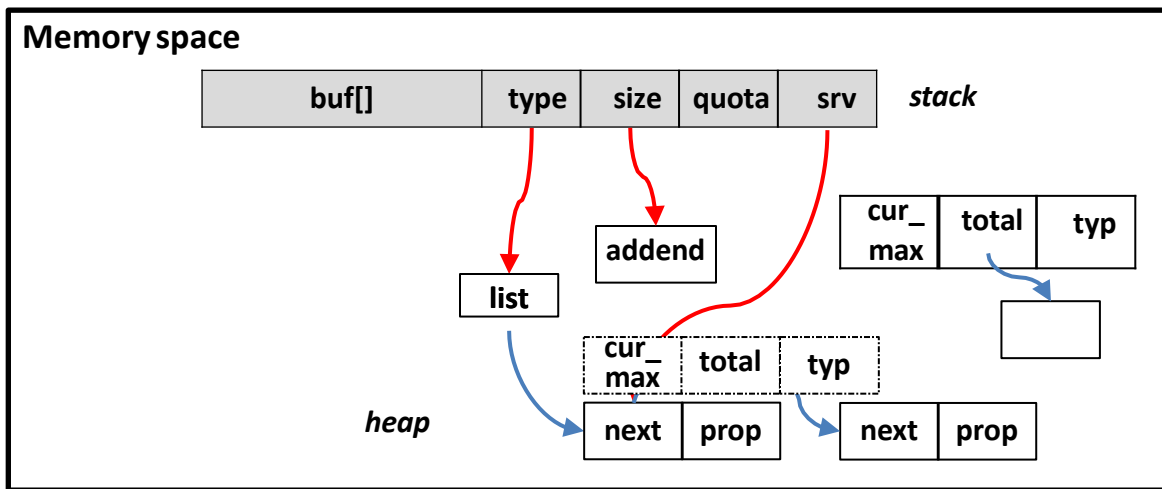 Memory space
buf[] type size quota srv stack
cur_
max total typ
addend
list
cur_
max total typ
heap next prop next prop